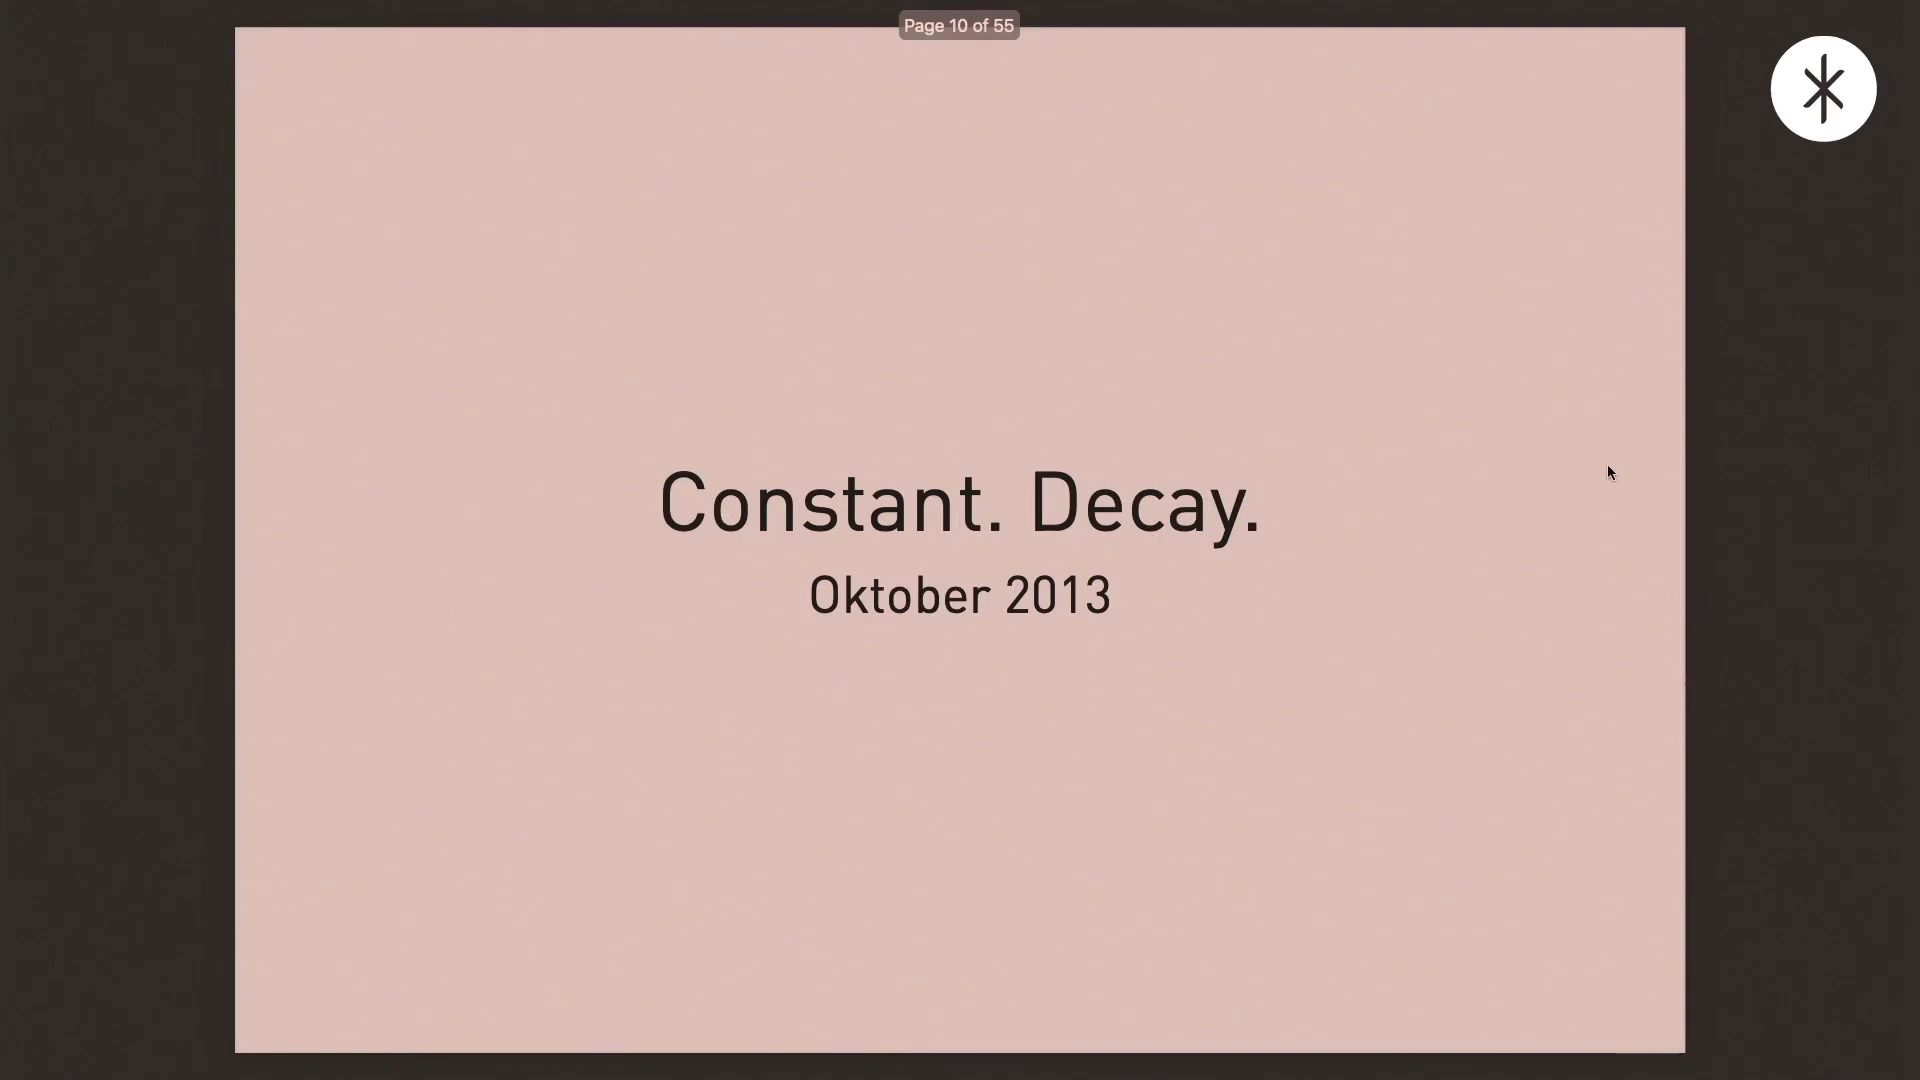 Page 10 of 55
Constant. Decay.
Oktober 2013